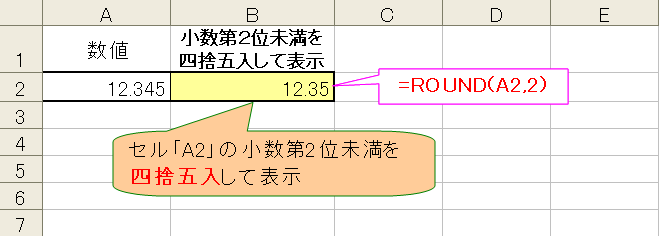 A B C D E
1 数値 小数第2位未満を
四捨五入して表示
2 12.345 12.35 =ROUND(A2,2)
3
4
セル「A2」の小数第2位未満を
5
四捨五入して表示
6
7